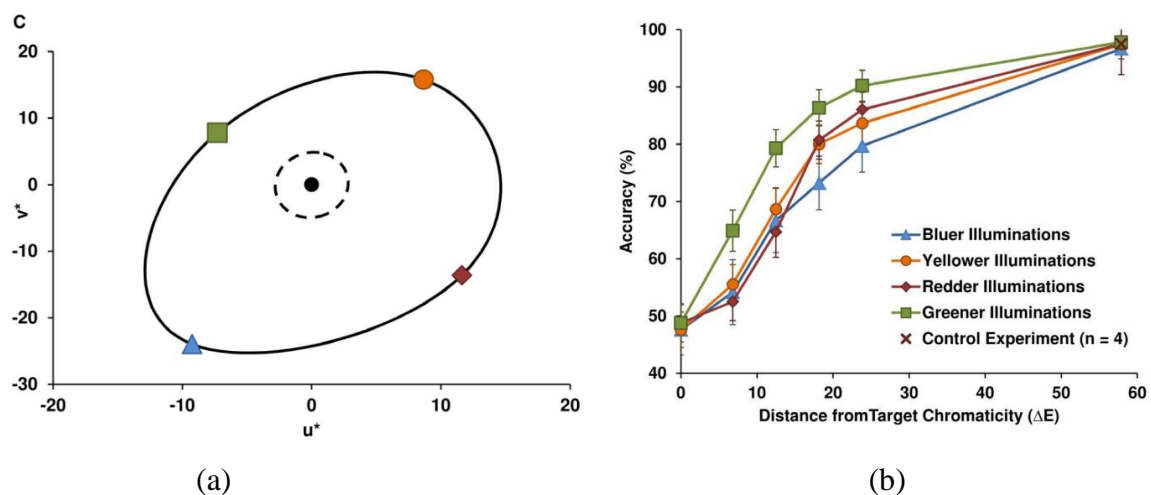 C
20
10
0
-10
-20
-30
v*
-20
-10
0
10
20
u*
(a)
100
90
80
70
60
50
40
Accuracy (%)
Bluer Illuminations
Yellower Illuminations
Redder Illuminations
Greener Illuminations
Control Experiment (n = 4)
0
10
20
30
40
50
60
Distance fromTarget Chromaticity (ΔE)
(b)